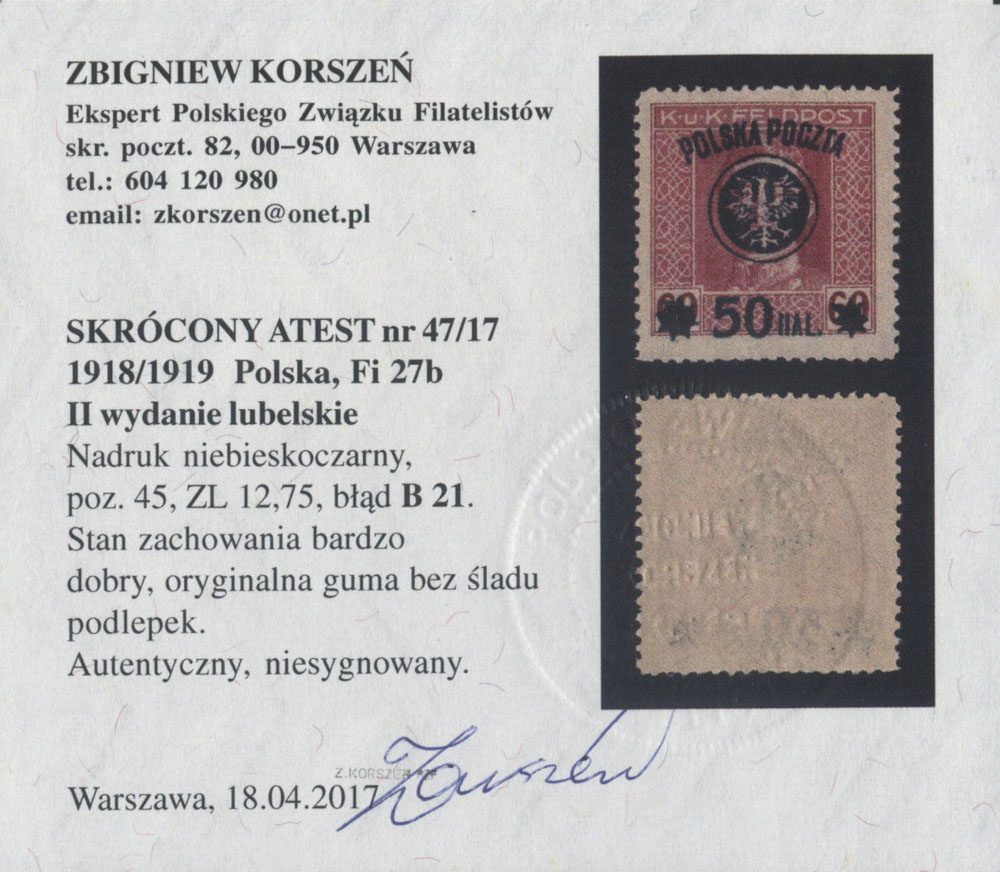 ZBIGNIEW KORSZEŃ
Ekspert Polskiego Związku Filatelistów
skr. poczt. 82, 00–950 Warszawa
tel.: 604 120 980
email: zkorszen@onet.pl
SKRÓCONY ATEST nr 47/17
1918/1919 Polska, Fi 27b
II wydanie lubelskie
Nadruk niebieskoczarny,
poz. 45, ZL 12,75, błąd B 21.
Stan zachowania bardzo
dobry, oryginalna guma bez śladu
podlepek.
Autentyczny, niesygnowany.
Z.KORSZEŃ
Warszawa, 18.04.2017
K.u.K. FELDPOST
POLSKA POCZTA
60 50 HAL. 60